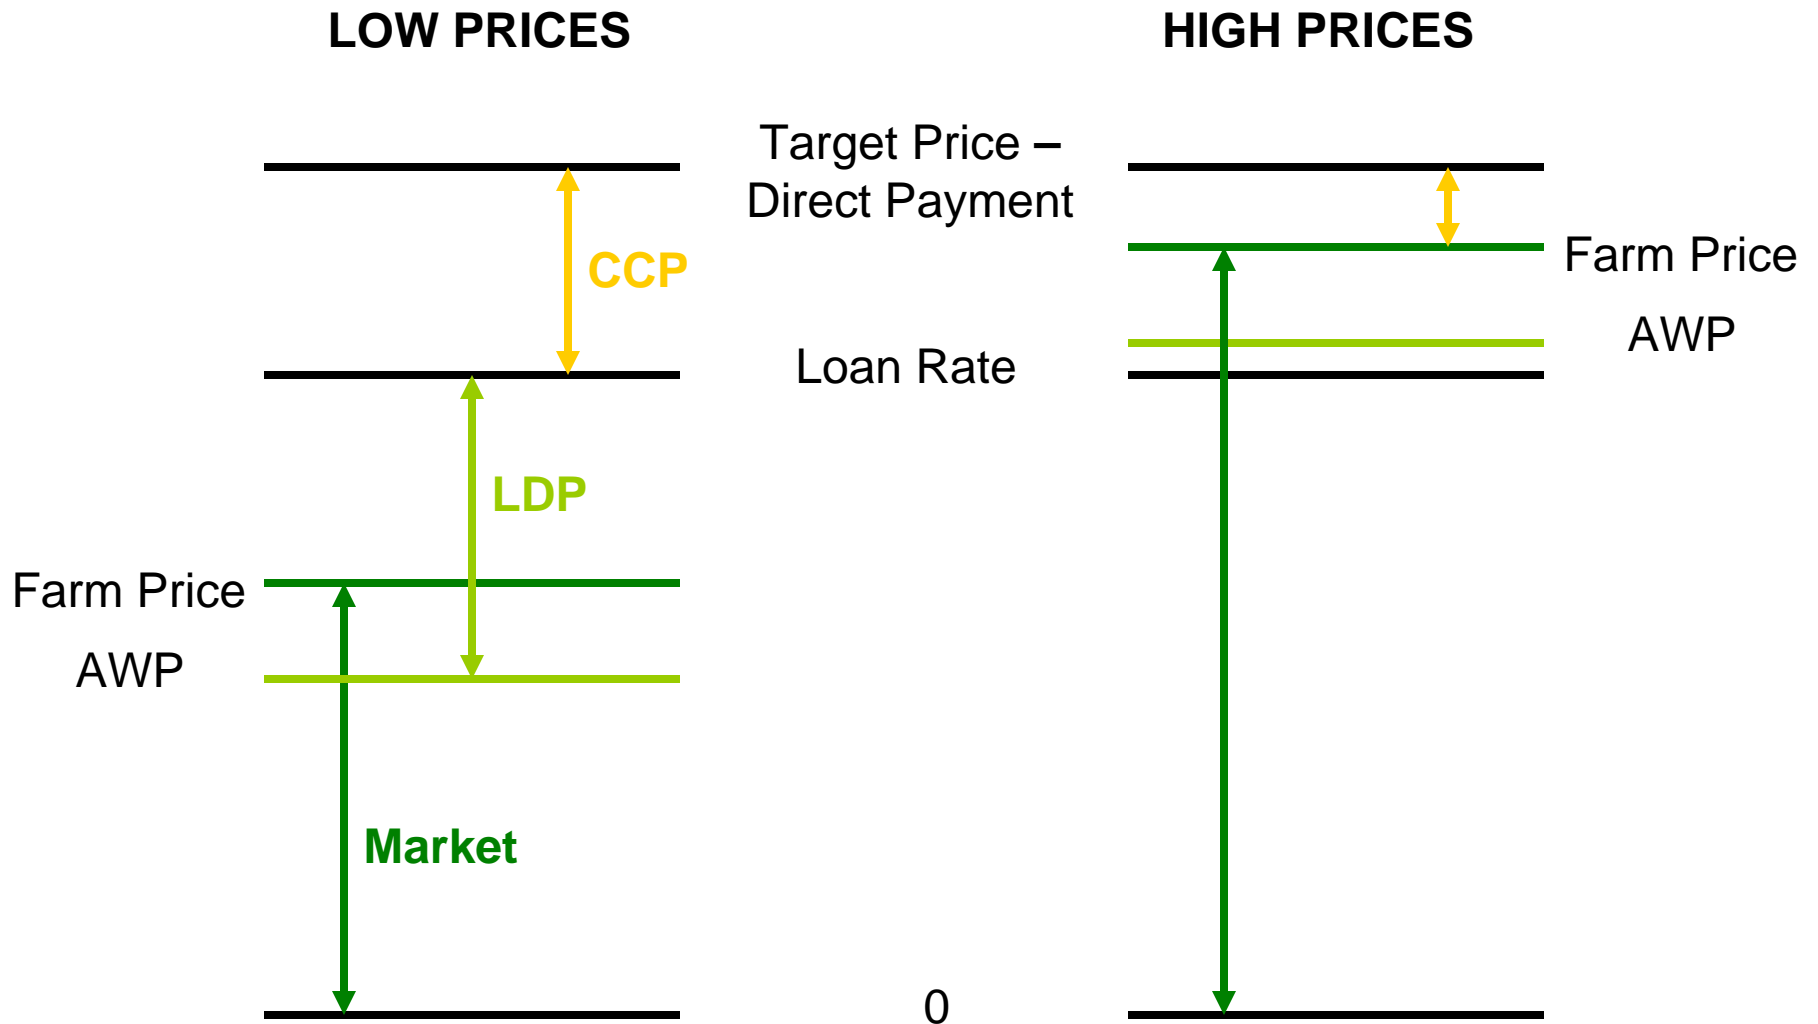 LOW PRICES
HIGH PRICES
Target Price –
Direct Payment
CCP
Farm Price
AWP
Loan Rate
LDP
Farm Price
AWP
Market
0